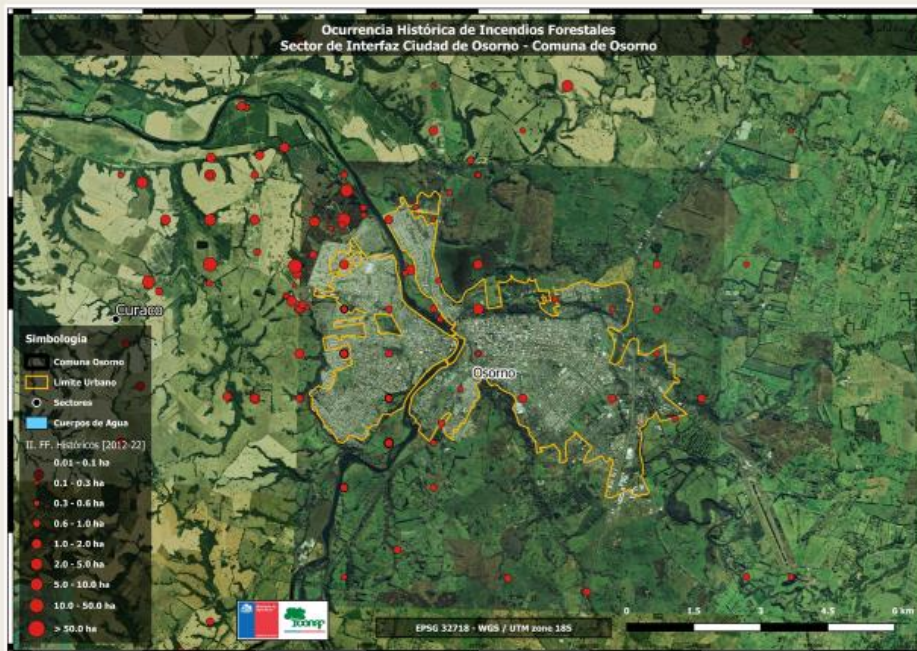 Ocurrencia Histórica de Incendios Forestales
Sector de Interfaz Ciudad de Osorno - Comuna de Osorno
Curaco
Osorno
Simbología
Comuna Osorno
Límite Urbano
Sectores
Cuerpos de Agua
II. FF. Históricos [2012-22]
0.01 - 0.1 ha
0.1 - 0.3 ha
0.3 - 0.6 ha
0.6 - 1.0 ha
1.0 - 2.0 ha
2.0 - 5.0 ha
5.0 - 10.0 ha
10.0 - 50.0 ha
> 50.0 ha
CONAF
EPSG 32718 - WGS / UTM zone 18S
0 1.5 3 4.5 6 km